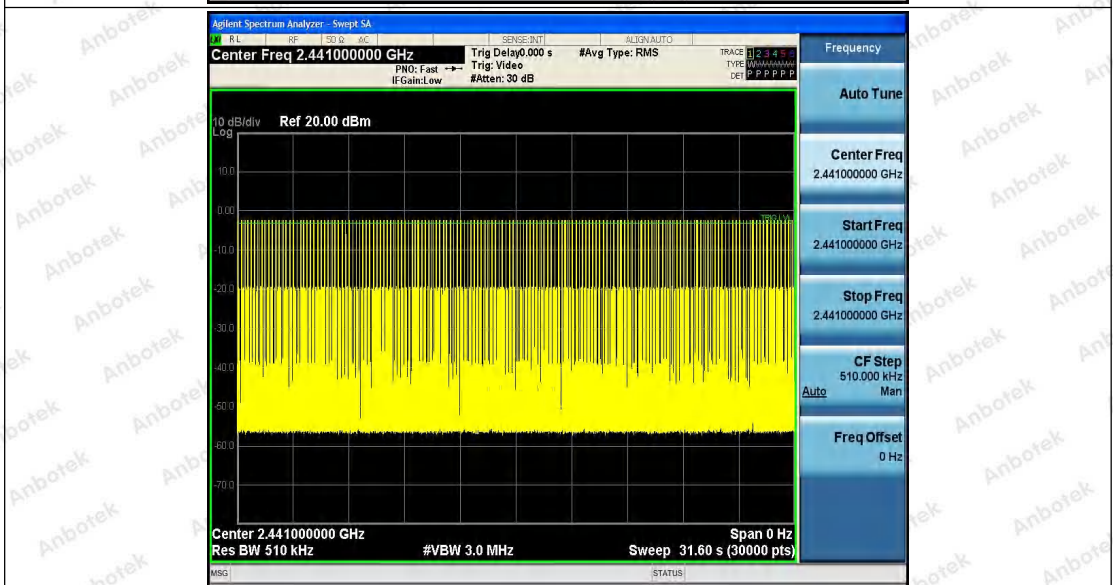 Agilent Spectrum Analyzer - Swept SA
RL RF 50 Ω AC SENSE:INT ALIGN AUTO
Center Freq 2.441000000 GHz
PNO: Fast
IFGain:Low
Trig Delay0.000 s
Trig: Video
#Atten: 30 dB
#Avg Type: RMS
TRACE 1 2 3 4 5 6
TYPE
DET P P P P P P
10 dB/div
Log
Ref 20.00 dBm
10.0
0.00
-10.0
-20.0
-30.0
-40.0
-50.0
-60.0
-70.0
TRIG LVL
Center 2.441000000 GHz
Span 0 Hz
Res BW 510 kHz
#VBW 3.0 MHz
Sweep 31.60 s (30000 pts)
MSG
STATUS
Frequency
Auto Tune
Center Freq
2.441000000 GHz
Start Freq
2.441000000 GHz
Stop Freq
2.441000000 GHz
CF Step
510.000 kHz
Auto Man
Freq Offset
0 Hz
Anbotek